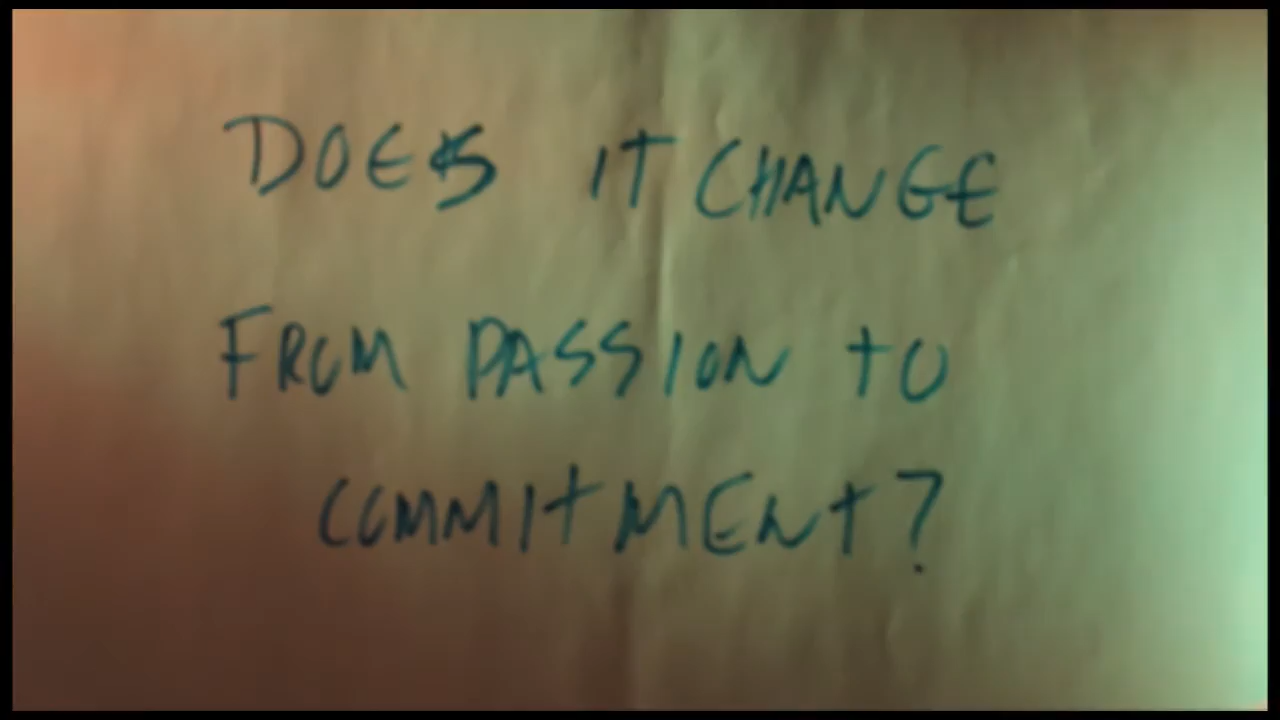 DOES IT CHANGE
FROM PASSION TO
COMMITMENT?